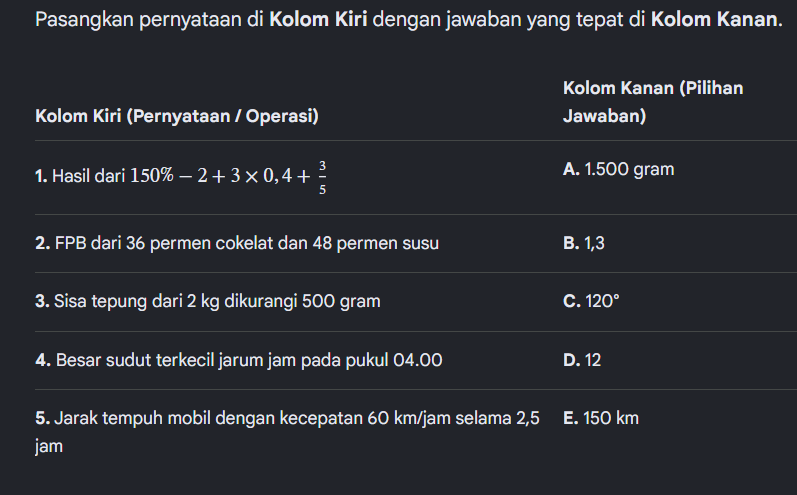 Pasangkan pernyataan di Kolom Kiri dengan jawaban yang tepat di Kolom Kanan.
Kolom Kiri (Pernyataan / Operasi)
Kolom Kanan (Pilihan
Jawaban)
1. Hasil dari 150% − 2 + 3 × 0, 4 + 3/5
A. 1.500 gram
2. FPB dari 36 permen cokelat dan 48 permen susu
B. 1,3
3. Sisa tepung dari 2 kg dikurangi 500 gram
C. 120°
4. Besar sudut terkecil jarum jam pada pukul 04.00
D. 12
5. Jarak tempuh mobil dengan kecepatan 60 km/jam selama 2,5
jam
E. 150 km